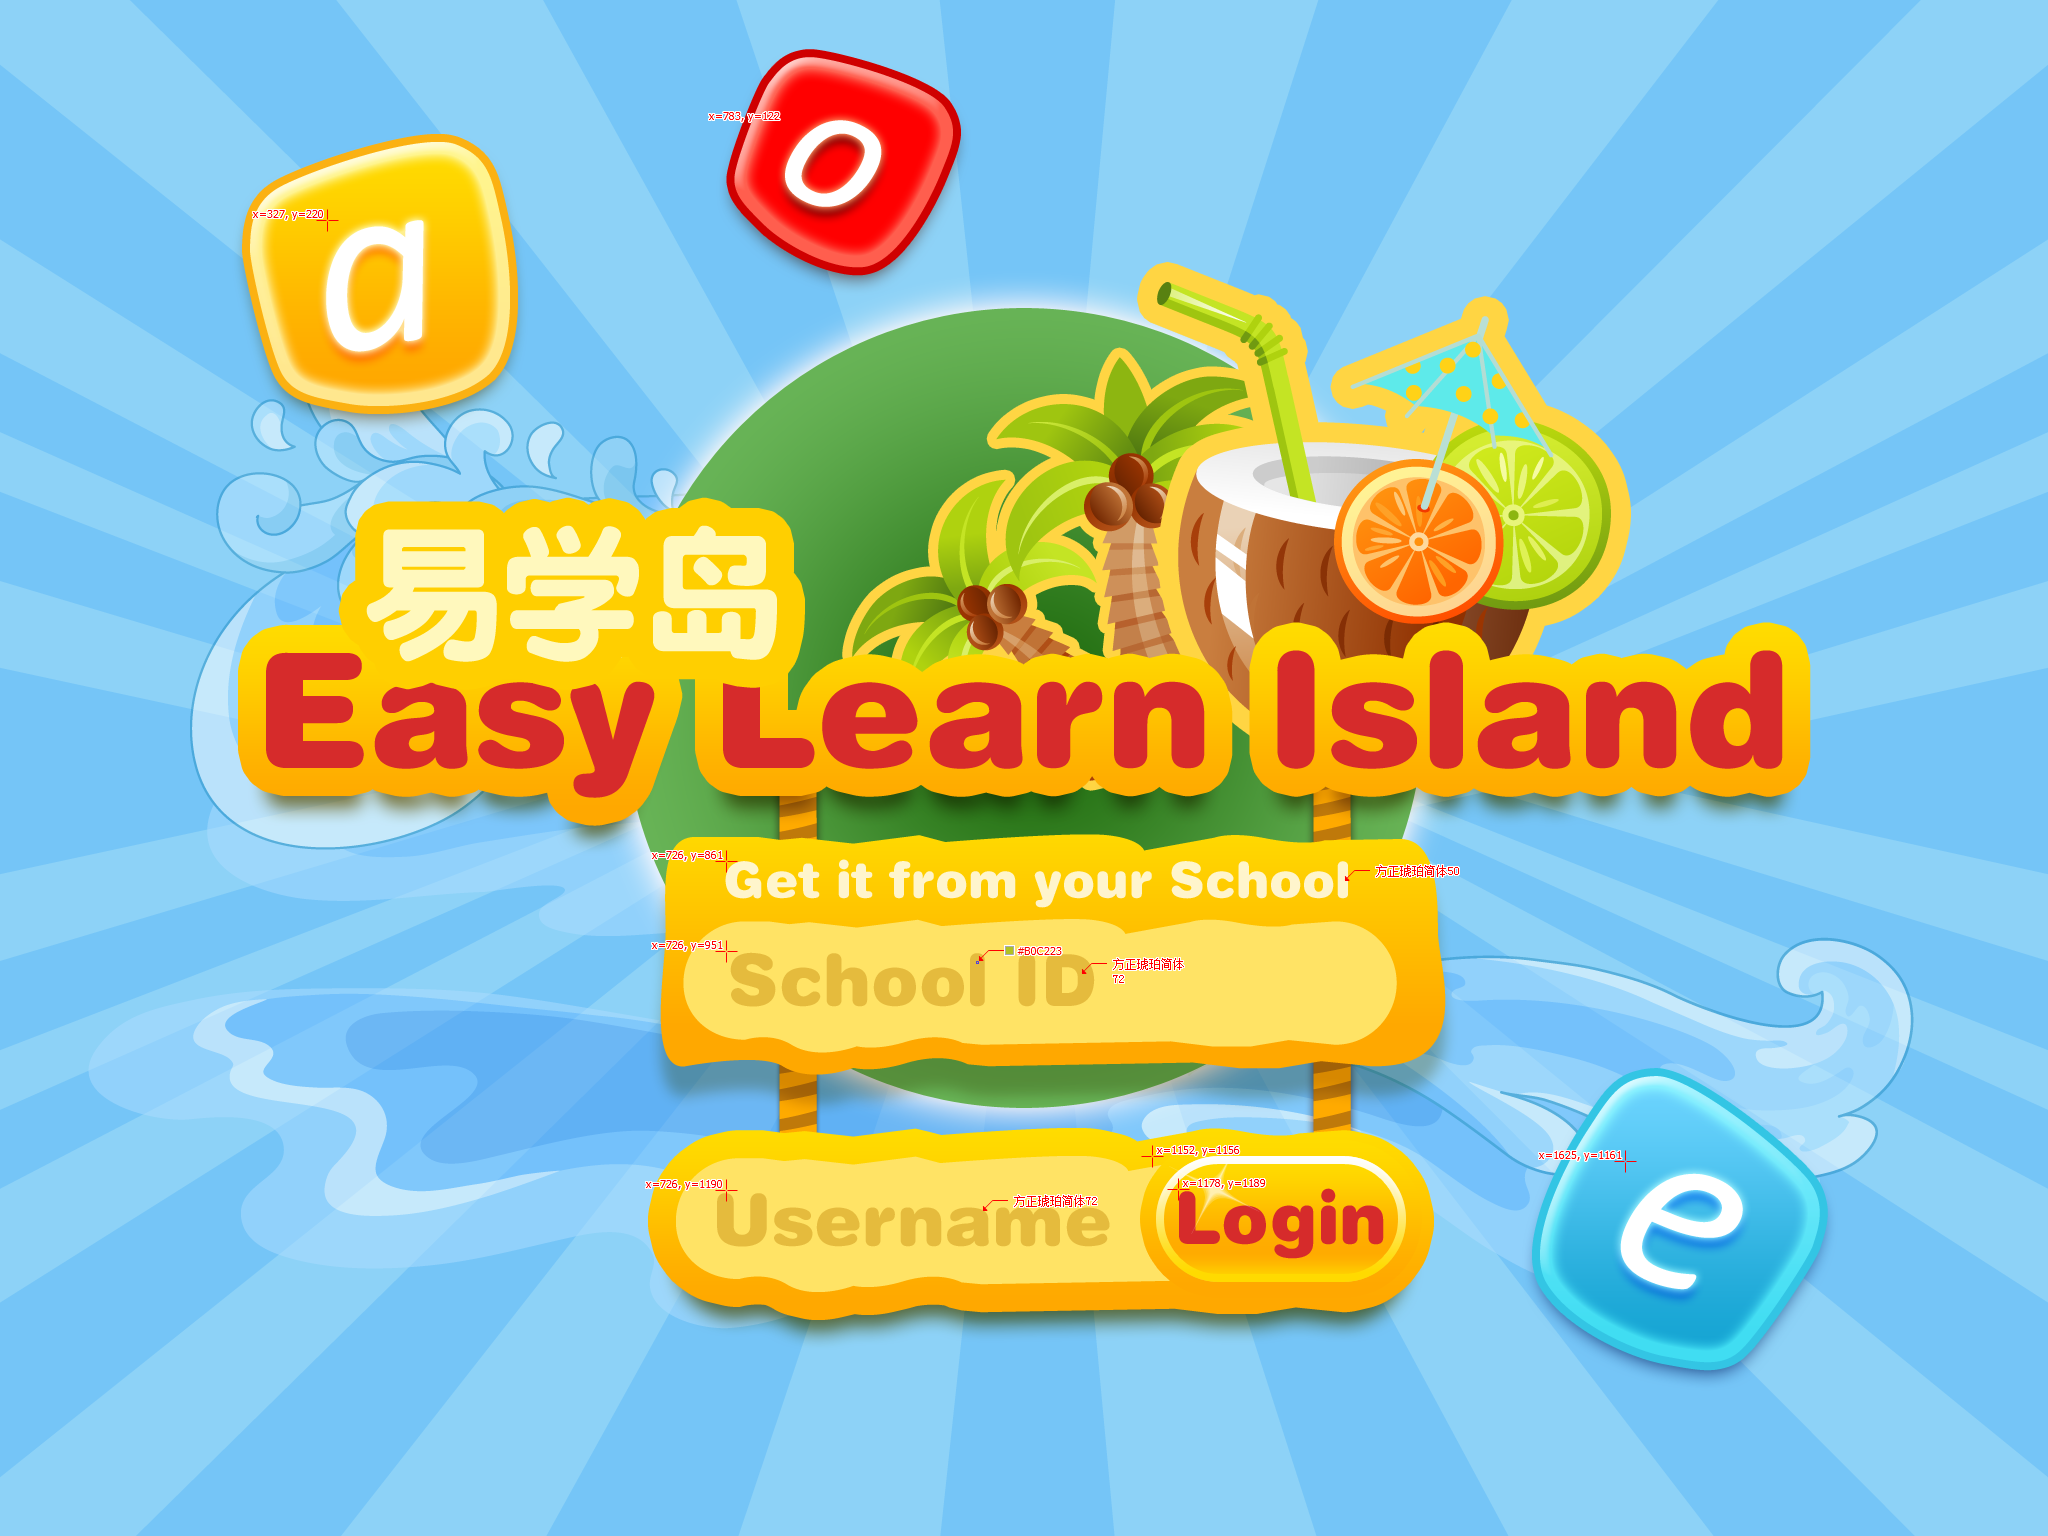 o
x=783, y=122
a
x=327, y=220
易学岛
Easy Learn Island
x=726, y=861
Get it from your School
方正琥珀简体50
x=726, y=951
School ID
#B0C223
方正琥珀简体
72
x=1152, y=1156
x=726, y=1190
Username
方正琥珀简体72
x=1178, y=1189
Login
x=1625, y=1161
e